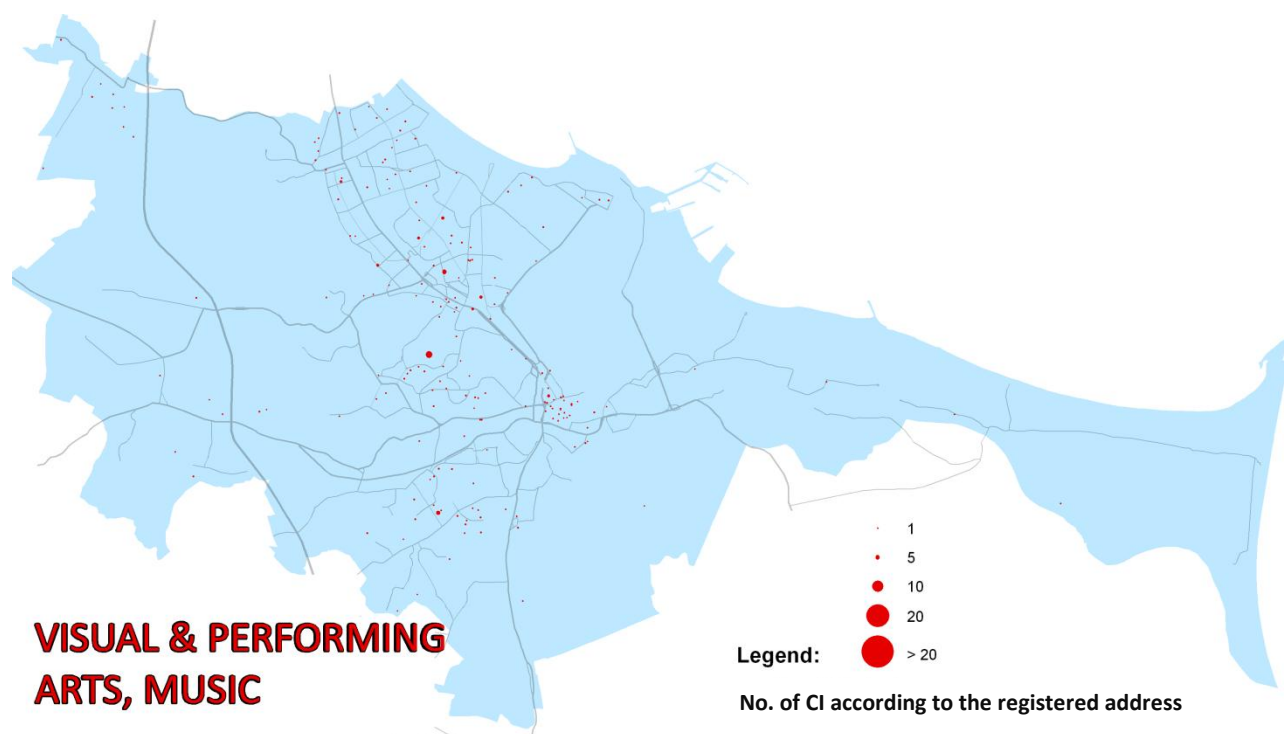 VISUAL & PERFORMING
ARTS, MUSIC
Legend:
1
5
10
20
> 20
No. of CI according to the registered address